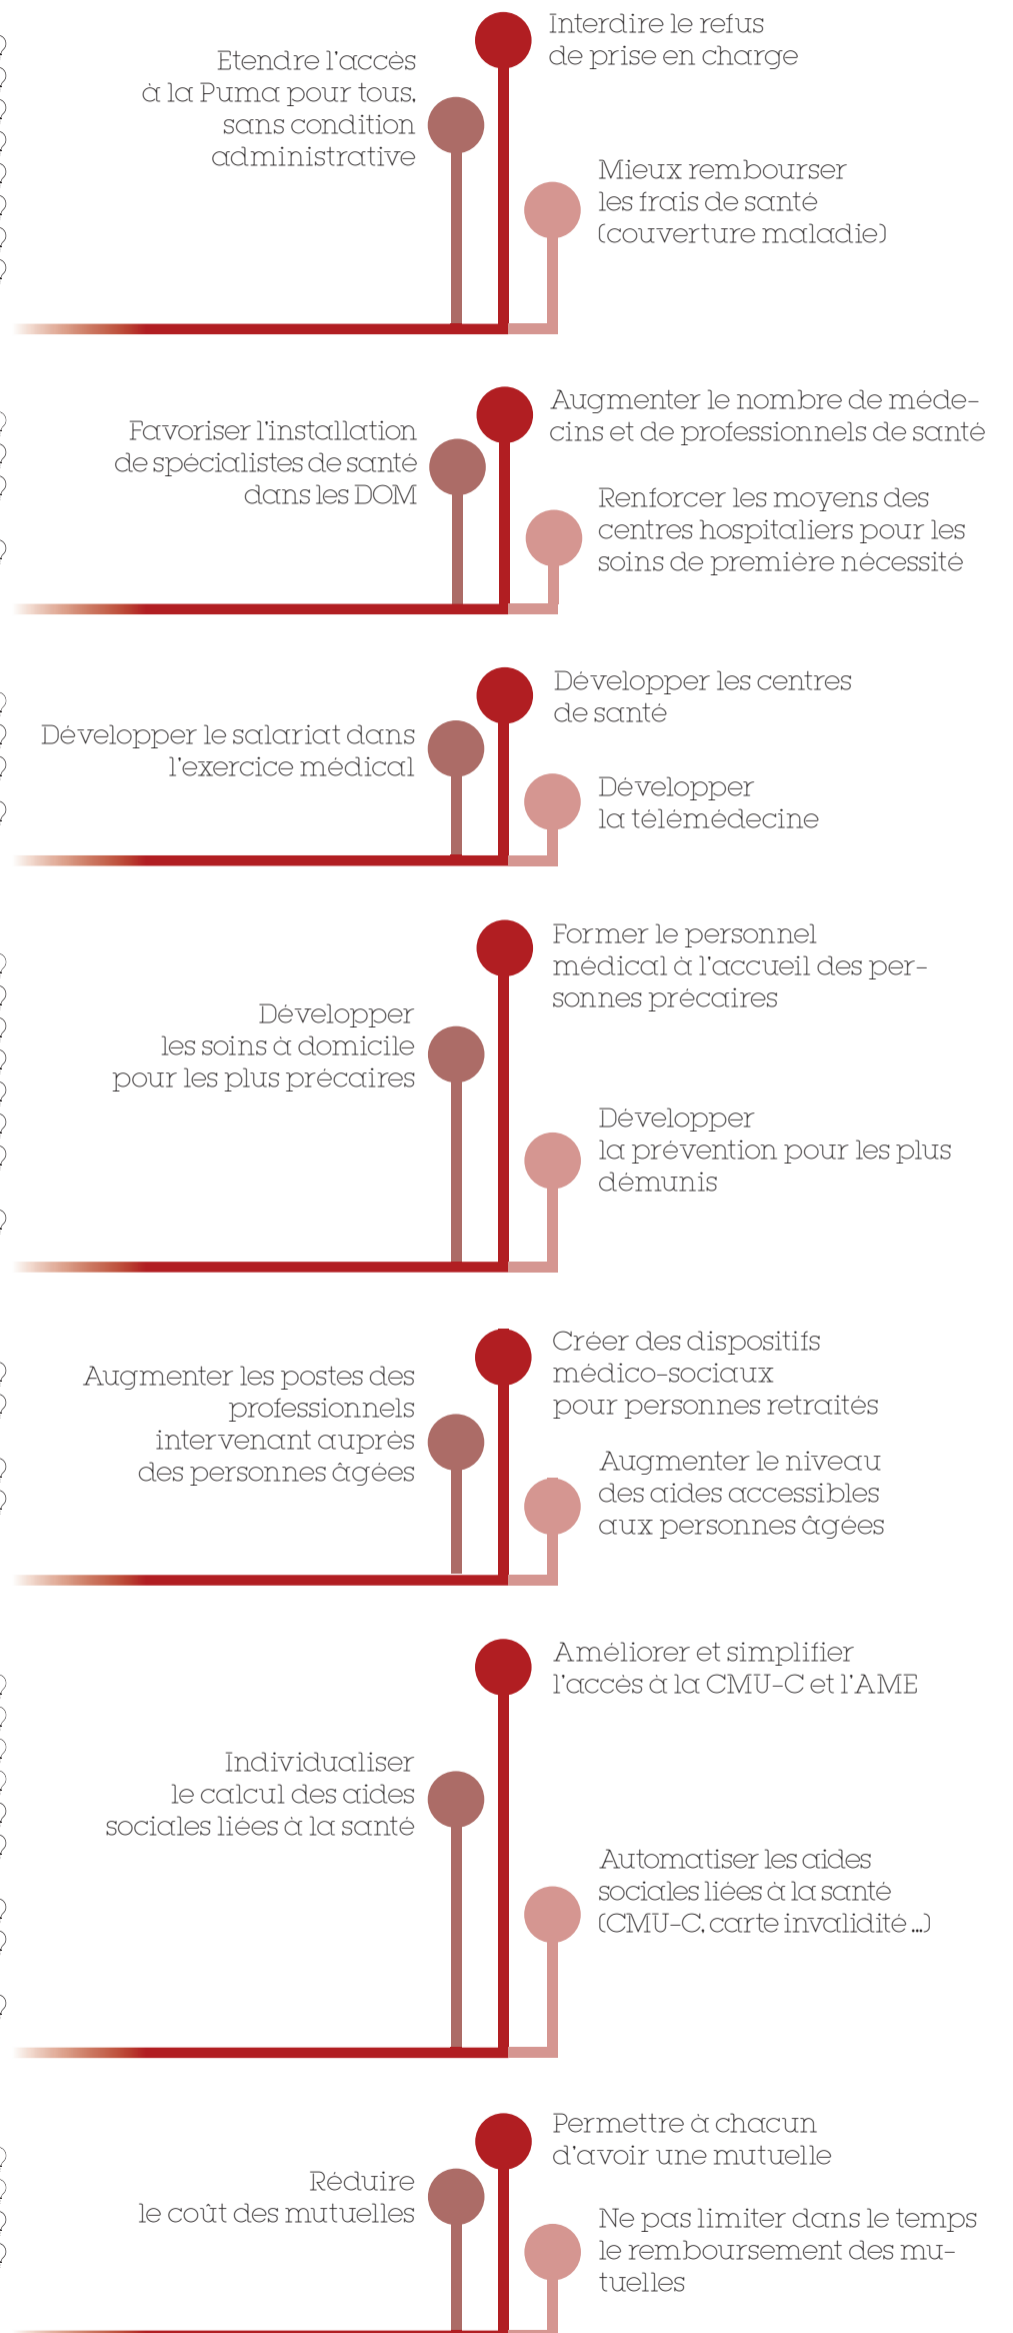 Interdire le refus
de prise en charge
Etendre l'accès
à la Puma pour tous,
sans condition
administrative
Mieux rembourser
les frais de santé
(couverture maladie)
Augmenter le nombre de méde-
cins et de professionnels de santé
Favoriser l'installation
de spécialistes de santé
dans les DOM
Renforcer les moyens des
centres hospitaliers pour les
soins de première nécessité
Développer les centres
de santé
Développer le salariat dans
l'exercice médical
Développer
la télémédecine
Former le personnel
médical à l'accueil des per-
sonnes précaires
Développer
les soins à domicile
pour les plus précaires
Développer
la prévention pour les plus
démunis
Créer des dispositifs
médico-sociaux
pour personnes retraités
Augmenter les postes des
professionnels
intervenant auprès
des personnes âgées
Augmenter le niveau
des aides accessibles
aux personnes âgées
Améliorer et simplifier
l'accès à la CMU-C et l'AME
Individualiser
le calcul des aides
sociales liées à la santé
Automatiser les aides
sociales liées à la santé
(CMU-C, carte invalidité ...)
Permettre à chacun
d'avoir une mutuelle
Réduire
le coût des mutuelles
Ne pas limiter dans le temps
le remboursement des mu-
tuelles